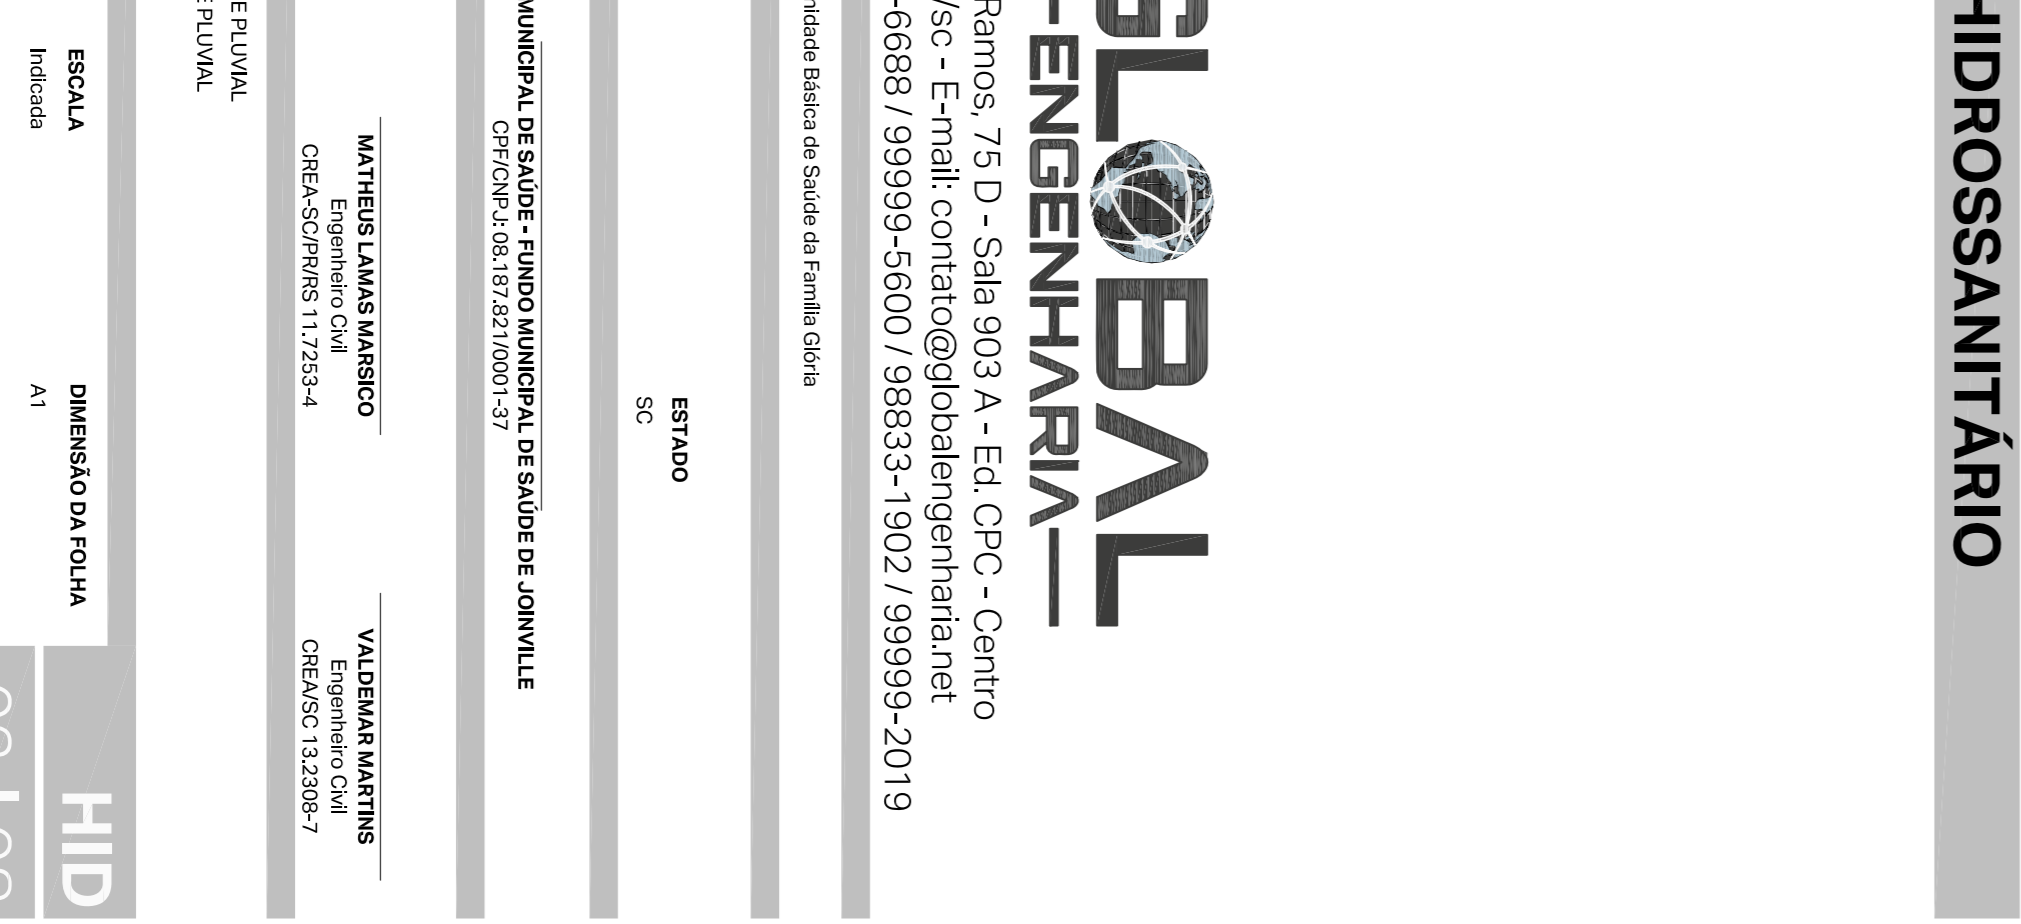 HIDROSSANITÁRIO
GLOBAL
ENGENHARIA
Ramos, 75 D - Sala 903 A - Ed. CPC - Centro
/sc - E-mail: contato@globalengenharia.net
-6688 / 99999-5600 / 98833-1902 / 99999-2019
nidade Básica de Saúde da Família Glória
ESTADO
SC
MUNICIPAL DE SAÚDE - FUNDO MUNICIPAL DE SAÚDE DE JOINVILLE
CPF/CNPJ: 08.187.821/0001-37
MATHEUS LAMAS MARSICO
Engenheiro Civil
CREA-SC/PR/RS 11.7253-4
VALDEMAR MARTINS
Engenheiro Civil
CREA/SC 13.2308-7
E PLUVIAL
E PLUVIAL
ESCALA
Indicada
DIMENSÃO DA FOLHA
A1
HID